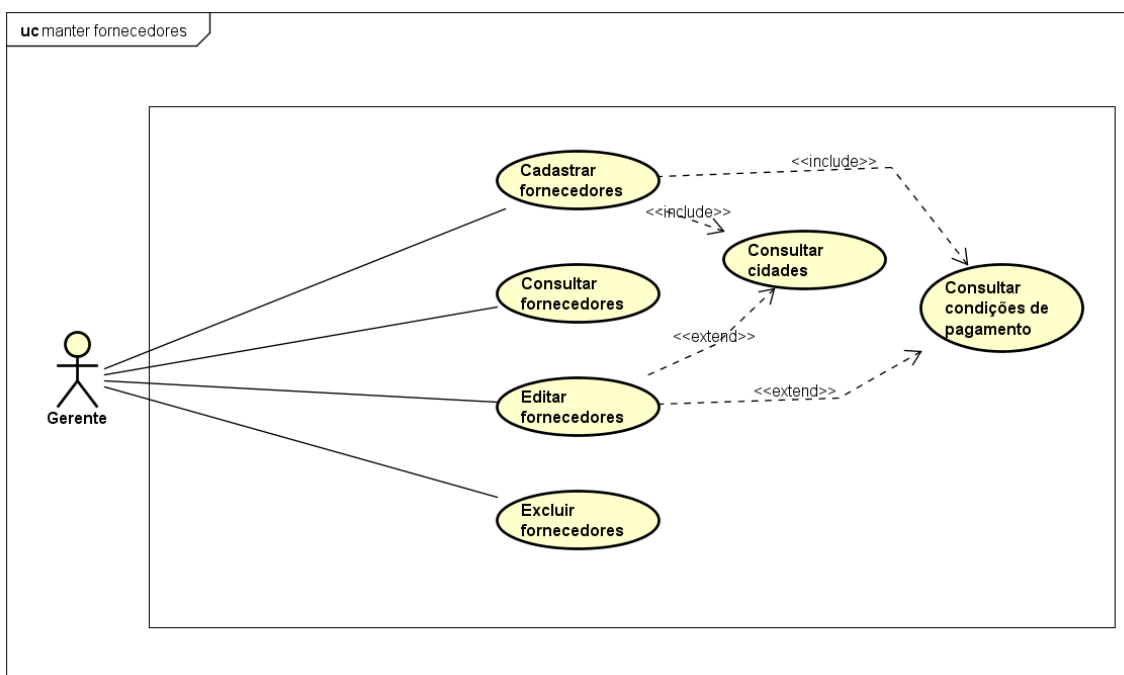 uc manter fornecedores
Cadastrar
fornecedores
<<include>>
<<include>>
Consultar
cidades
Consultar
fornecedores
Consultar
condições de
pagamento
<<extend>>
Editar
fornecedores
<<extend>>
Gerente
Excluir
fornecedores